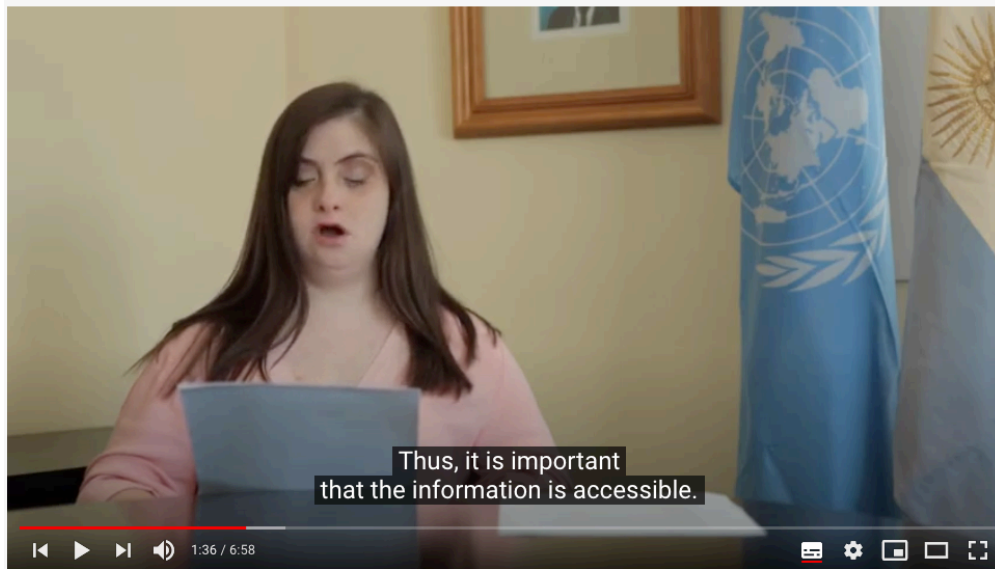 Thus, it is important
that the information is accessible.
1:36 / 6:58